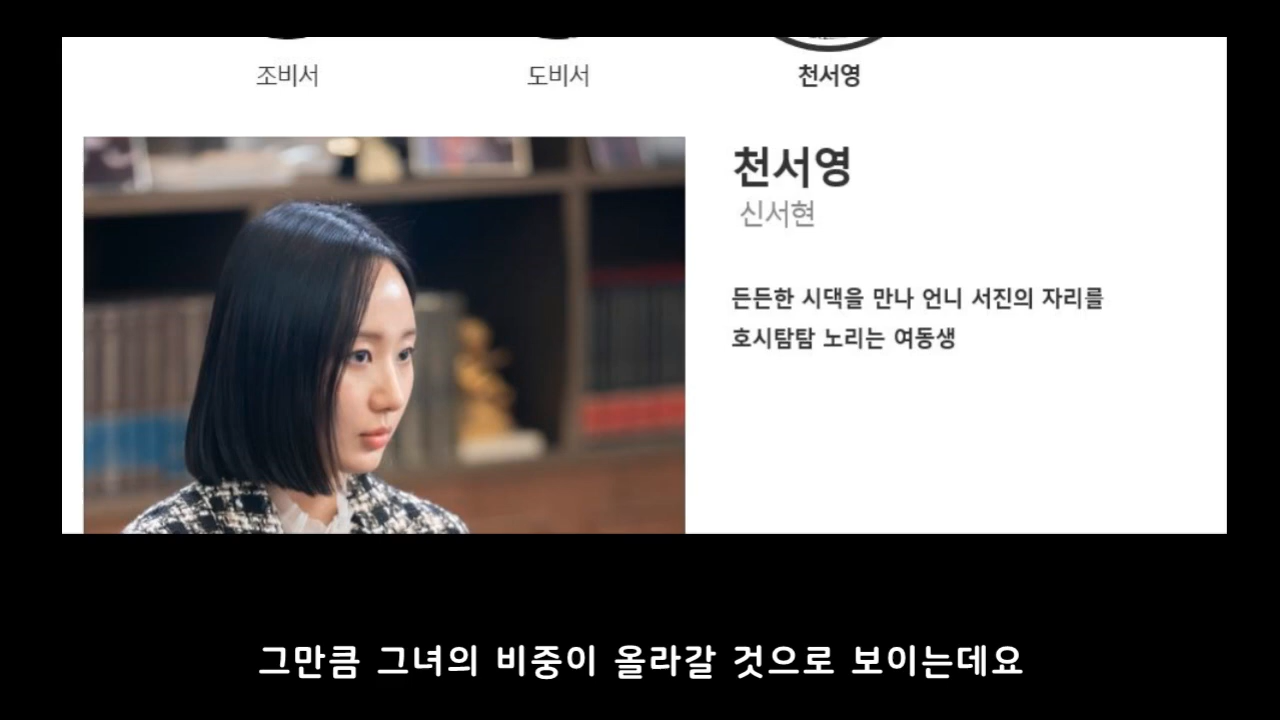 조비서 도비서 천서영
천서영
신서현
든든한 시댁을 만나 언니 서진의 자리를
호시탐탐 노리는 여동생
그만큼 그녀의 비중이 올라갈 것으로 보이는데요